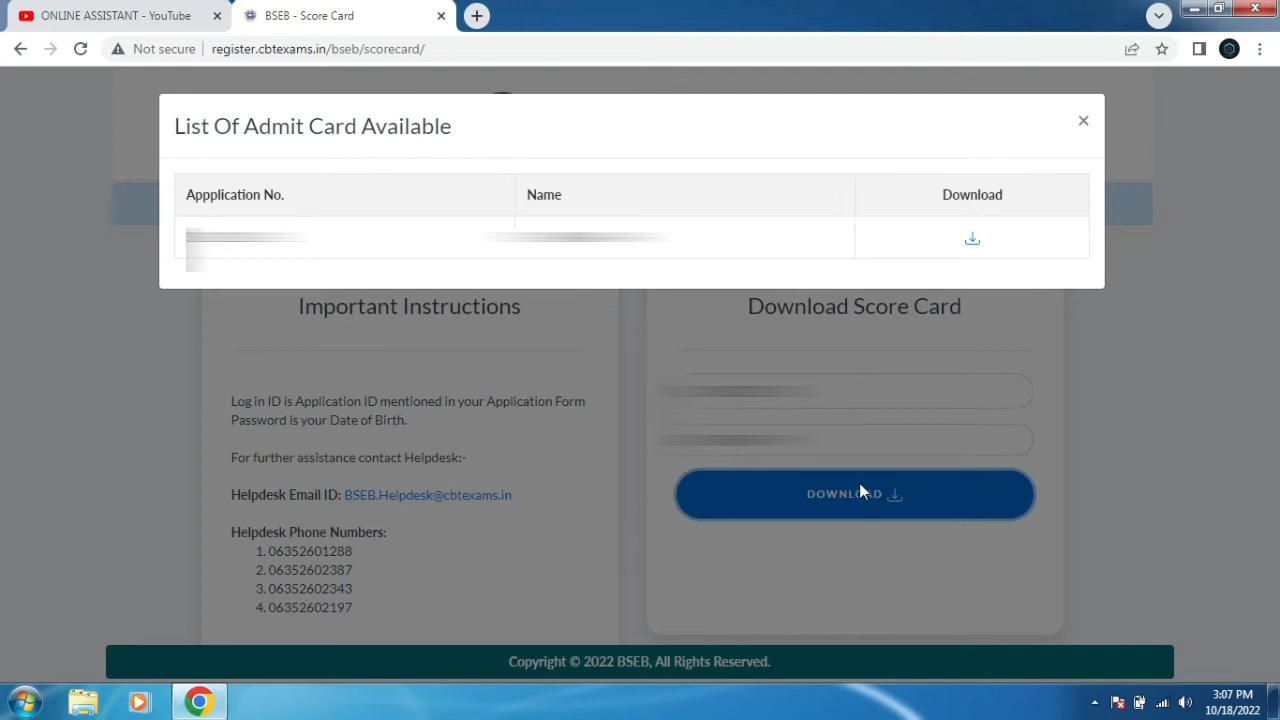 ONLINE ASSISTANT - YouTube
BSEB - Score Card
Not secure
register.cbtexams.in/bseb/scorecard/
List Of Admit Card Available
Appplication No.
Name
Download
Important Instructions
Log in ID is Application ID mentioned in your Application Form
Password is your Date of Birth.
For further assistance contact Helpdesk:-
Helpdesk Email ID: BSEB.Helpdesk@cbtexams.in
Helpdesk Phone Numbers:
1. 06352601288
2. 06352602387
3. 06352602343
4. 06352602197
Download Score Card
DOWNLOAD
Copyright © 2022 BSEB, All Rights Reserved.
3:07 PM
10/18/2022